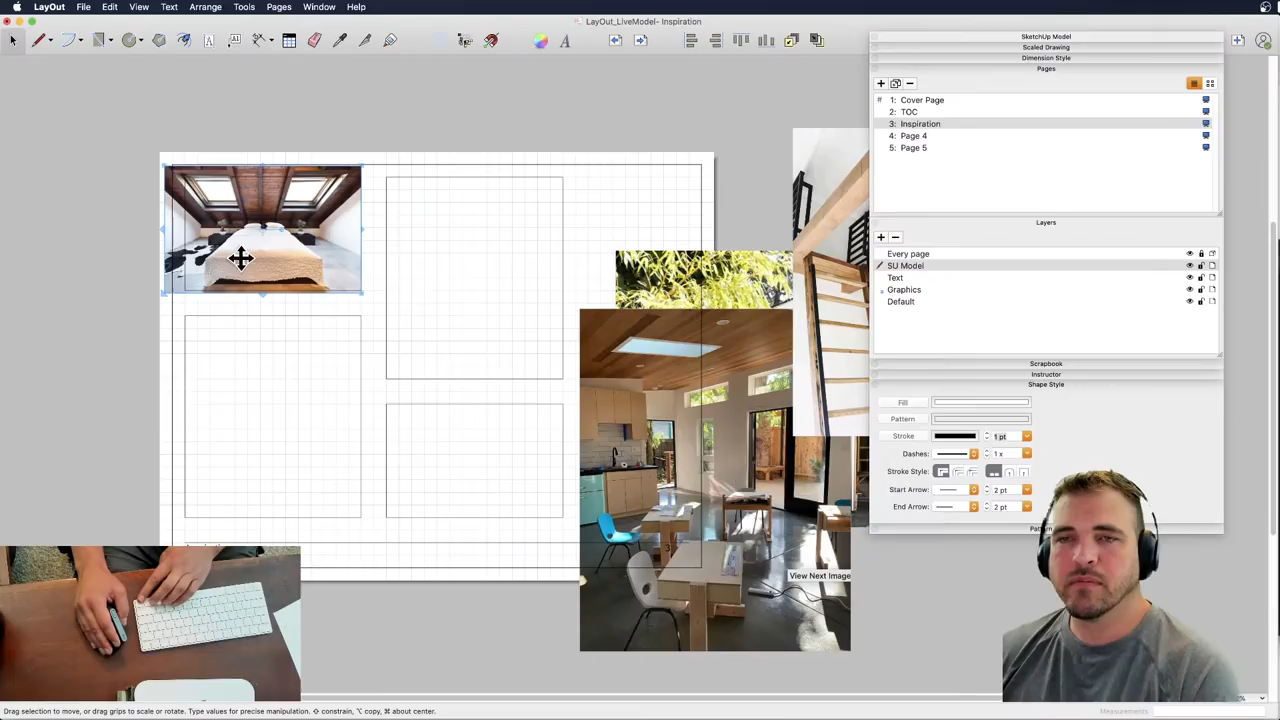 LayOut File Edit View Text Arrange Tools Pages Window Help
LayOut_LiveModel- Inspiration
A A1
A
SketchUp Model
Scaled Drawing
Dimension Style
Pages
# 1: Cover Page
2: TOC
3: Inspiration
4: Page 4
5: Page 5
Layers
Every page
SU Model
Text
Graphics
Default
Scrapbook
Instructor
Shape Style
Fill
Pattern
Stroke 1 pt
Dashes: 1 x
Stroke Style:
Start Arrow: 2 pt
End Arrow: 2 pt
3
View Next Image
Drag selection to move, or drag grips to scale or rotate. Type values for precise manipulation. ⇧ constrain, ⌥ copy, ⌘ about center.
Measurements